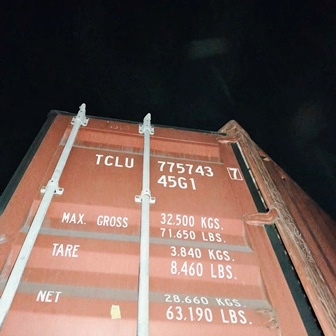 TCLU 775743 7
45G1
MAX. GROSS 32.500 KGS.
71.650 LBS.
TARE 3.840 KGS.
8.460 LBS.
NET 28.660 KGS.
63.190 LBS.